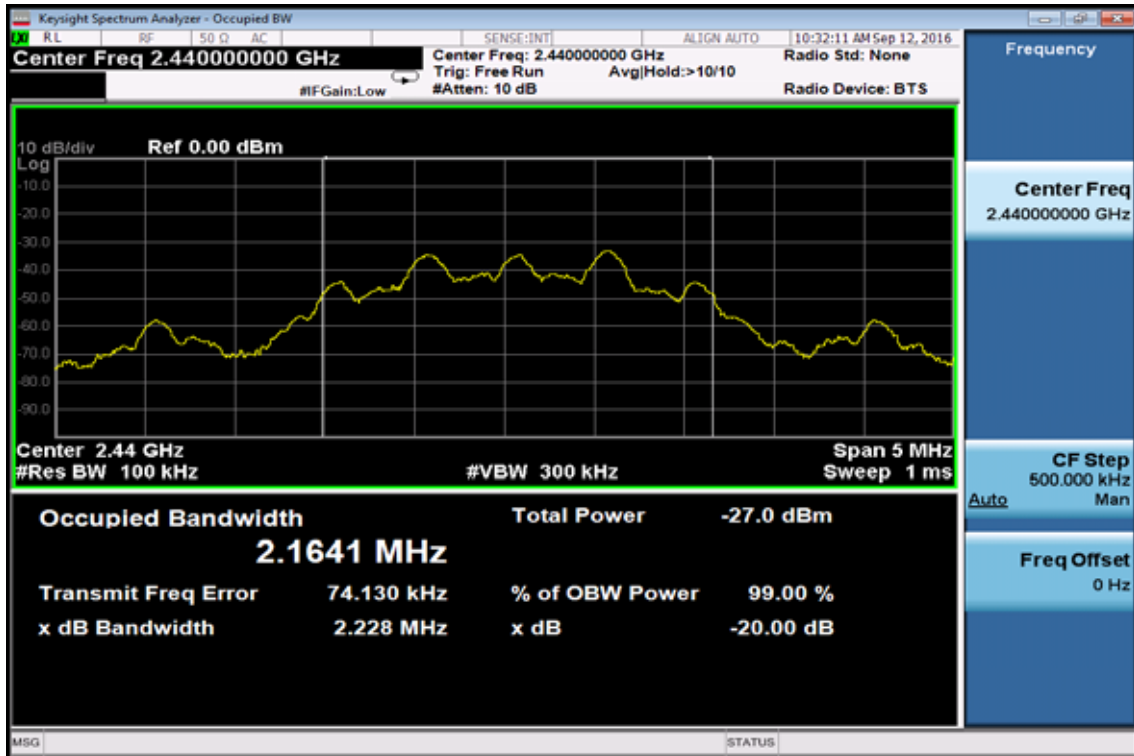 Keysight Spectrum Analyzer - Occupied BW
LXI RL RF 50 Ω AC SENSE:INT ALIGN AUTO 10:32:11 AM Sep 12, 2016
Center Freq 2.440000000 GHz
Center Freq: 2.440000000 GHz
Radio Std: None
Trig: Free Run Avg|Hold:>10/10
#IFGain:Low
#Atten: 10 dB
Radio Device: BTS
10 dB/div Ref 0.00 dBm
Log
-10.0
-20.0
-30.0
-40.0
-50.0
-60.0
-70.0
-80.0
-90.0
Center 2.44 GHz Span 5 MHz
#Res BW 100 kHz #VBW 300 kHz Sweep 1 ms
Occupied Bandwidth Total Power -27.0 dBm
2.1641 MHz
Transmit Freq Error 74.130 kHz % of OBW Power 99.00 %
x dB Bandwidth 2.228 MHz x dB -20.00 dB
MSG STATUS
Frequency
Center Freq
2.440000000 GHz
CF Step
500.000 kHz
Auto Man
Freq Offset
0 Hz